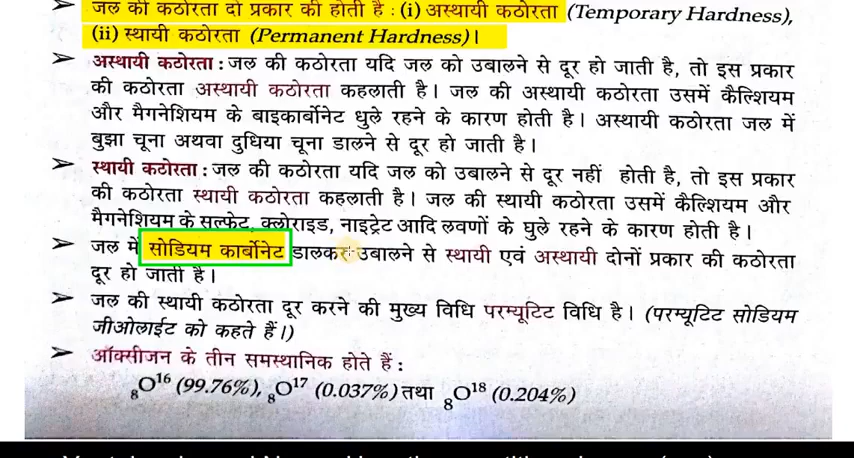 जल की कठोरता दो प्रकार की होती है : (i) अस्थायी कठोरता (Temporary Hardness),
(ii) स्थायी कठोरता (Permanent Hardness)।
➢ अस्थायी कठोरता : जल की कठोरता यदि जल को उबालने से दूर हो जाती है, तो इस प्रकार
की कठोरता अस्थायी कठोरता कहलाती है। जल की अस्थायी कठोरता उसमें कैल्शियम
और मैगनेशियम के बाइकार्बोनेट धुले रहने के कारण होती है। अस्थायी कठोरता जल में
बुझा चूना अथवा दुधिया चूना डालने से दूर हो जाती है।
➢ स्थायी कठोरता : जल की कठोरता यदि जल को उबालने से दूर नहीं होती है, तो इस प्रकार
की कठोरता स्थायी कठोरता कहलाती है। जल की स्थायी कठोरता उसमें कैल्शियम और
मैगनेशियम के सल्फेट, क्लोराइड, नाइट्रेट आदि लवणों के घुले रहने के कारण होती है।
➢ जल में सोडियम कार्बोनेट डालकर उबालने से स्थायी एवं अस्थायी दोनों प्रकार की कठोरता
दूर हो जाती है।
➢ जल की स्थायी कठोरता दूर करने की मुख्य विधि परम्यूटिट विधि है। (परम्यूटिट सोडियम
जीओलाईट को कहते हैं।)
➢ ऑक्सीजन के तीन समस्थानिक होते हैं :
₈O¹⁶ (99.76%), ₈O¹⁷ (0.037%) तथा ₈O¹⁸ (0.204%)